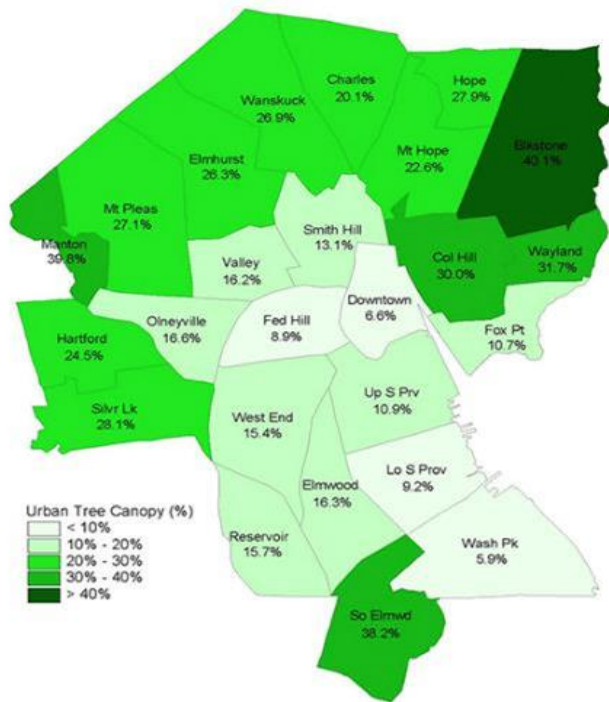 Charles
20.1%
Hope
27.9%
Wanskuck
26.9%
Elmhurst
26.3%
Mt Hope
22.6%
Blkstone
40.1%
Mt Pleas
27.1%
Manton
39.8%
Smith Hill
13.1%
Valley
16.2%
Col Hill
30.0%
Wayland
31.7%
Olneyville
16.6%
Fed Hill
8.9%
Downtown
6.6%
Fox Pt
10.7%
Hartford
24.5%
Silvr Lk
28.1%
West End
15.4%
Up S Prv
10.9%
Elmwood
16.3%
Lo S Prov
9.2%
Reservoir
15.7%
Wash Pk
5.9%
So Elmwd
38.2%
Urban Tree Canopy (%)
< 10%
10% - 20%
20% - 30%
30% - 40%
> 40%